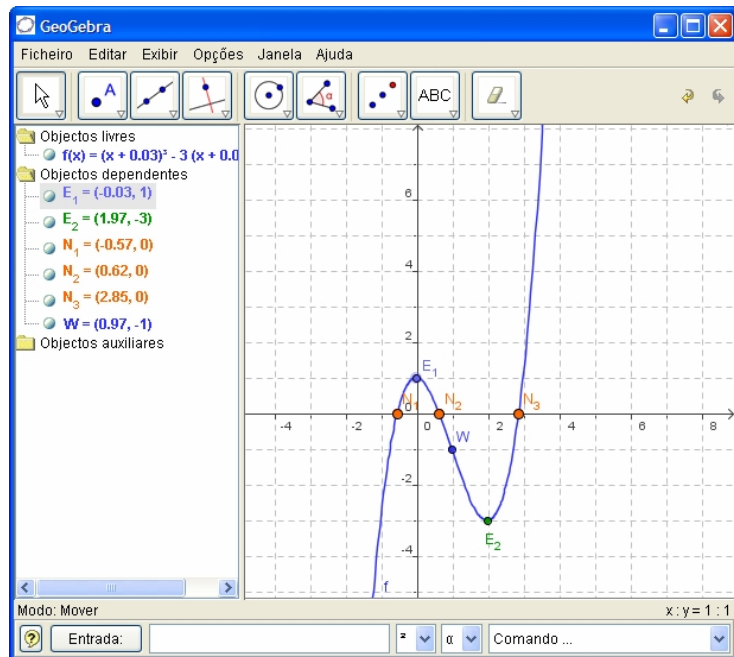 GeoGebra
Ficheiro Editar Exibir Opções Janela Ajuda
A α ABC
Objectos livres
f(x) = (x + 0.03)³ - 3 (x + 0.0
Objectos dependentes
E₁ = (-0.03, 1)
E₂ = (1.97, -3)
N₁ = (-0.57, 0)
N₂ = (0.62, 0)
N₃ = (2.85, 0)
W = (0.97, -1)
Objectos auxiliares
6
4
2
E₁
N₁ N₂ N₃
0
-4 -2 0 2 4 6 8
W
-2
E₂
-4
f
Modo: Mover x : y = 1 : 1
? Entrada: ² α Comando ...